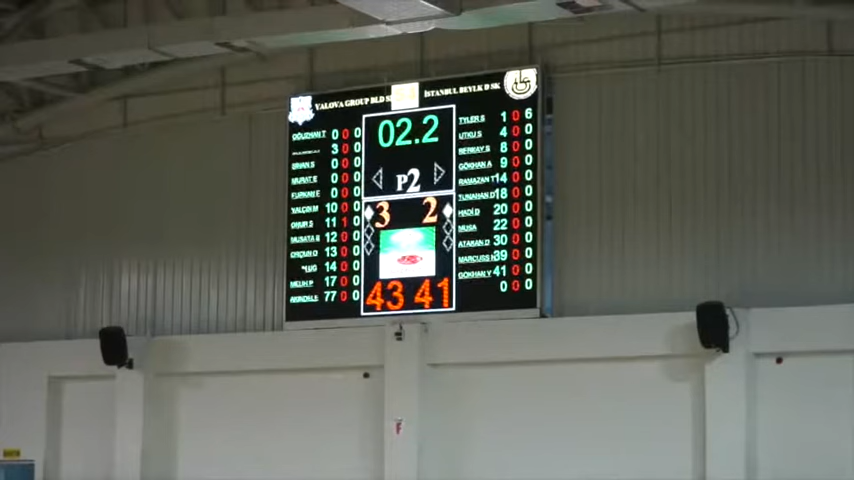 YALOVA GROUP BLD S
İSTANBUL BEYLK D SK
02.2
P2
3 2
43 41
OĞUZHAN T 0 0 0
3 0 0
ERHAN S 0 0 0
MURAT E 0 0 0
FURKAN E 0 0 0
YALÇIN M 10 0 0
ONUR S 11 1 0
MUSATA B 12 0 0
13 0 0
14 0 0
MELİH P 17 0 0
77 0 0
TYLER S 1 0 6
UTKU S 4 0 0
BERKAY S 8 0 0
GÖKHAN A 9 0 0
RAMAZAN T 14 0 0
TUNAHAN D 18 0 0
HADİ D 20 0 0
MUSA 22 0 0
ATAKAN D 30 0 0
MARCUSS H 39 0 0
GÖKHAN Y 41 0 0
0 0 0